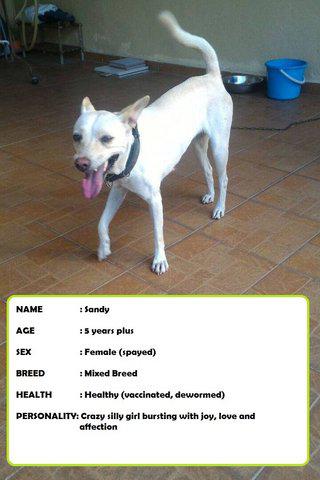 NAME : Sandy
AGE : 5 years plus
SEX : Female (spayed)
BREED : Mixed Breed
HEALTH : Healthy (vaccinated, dewormed)
PERSONALITY: Crazy silly girl bursting with joy, love and
affection